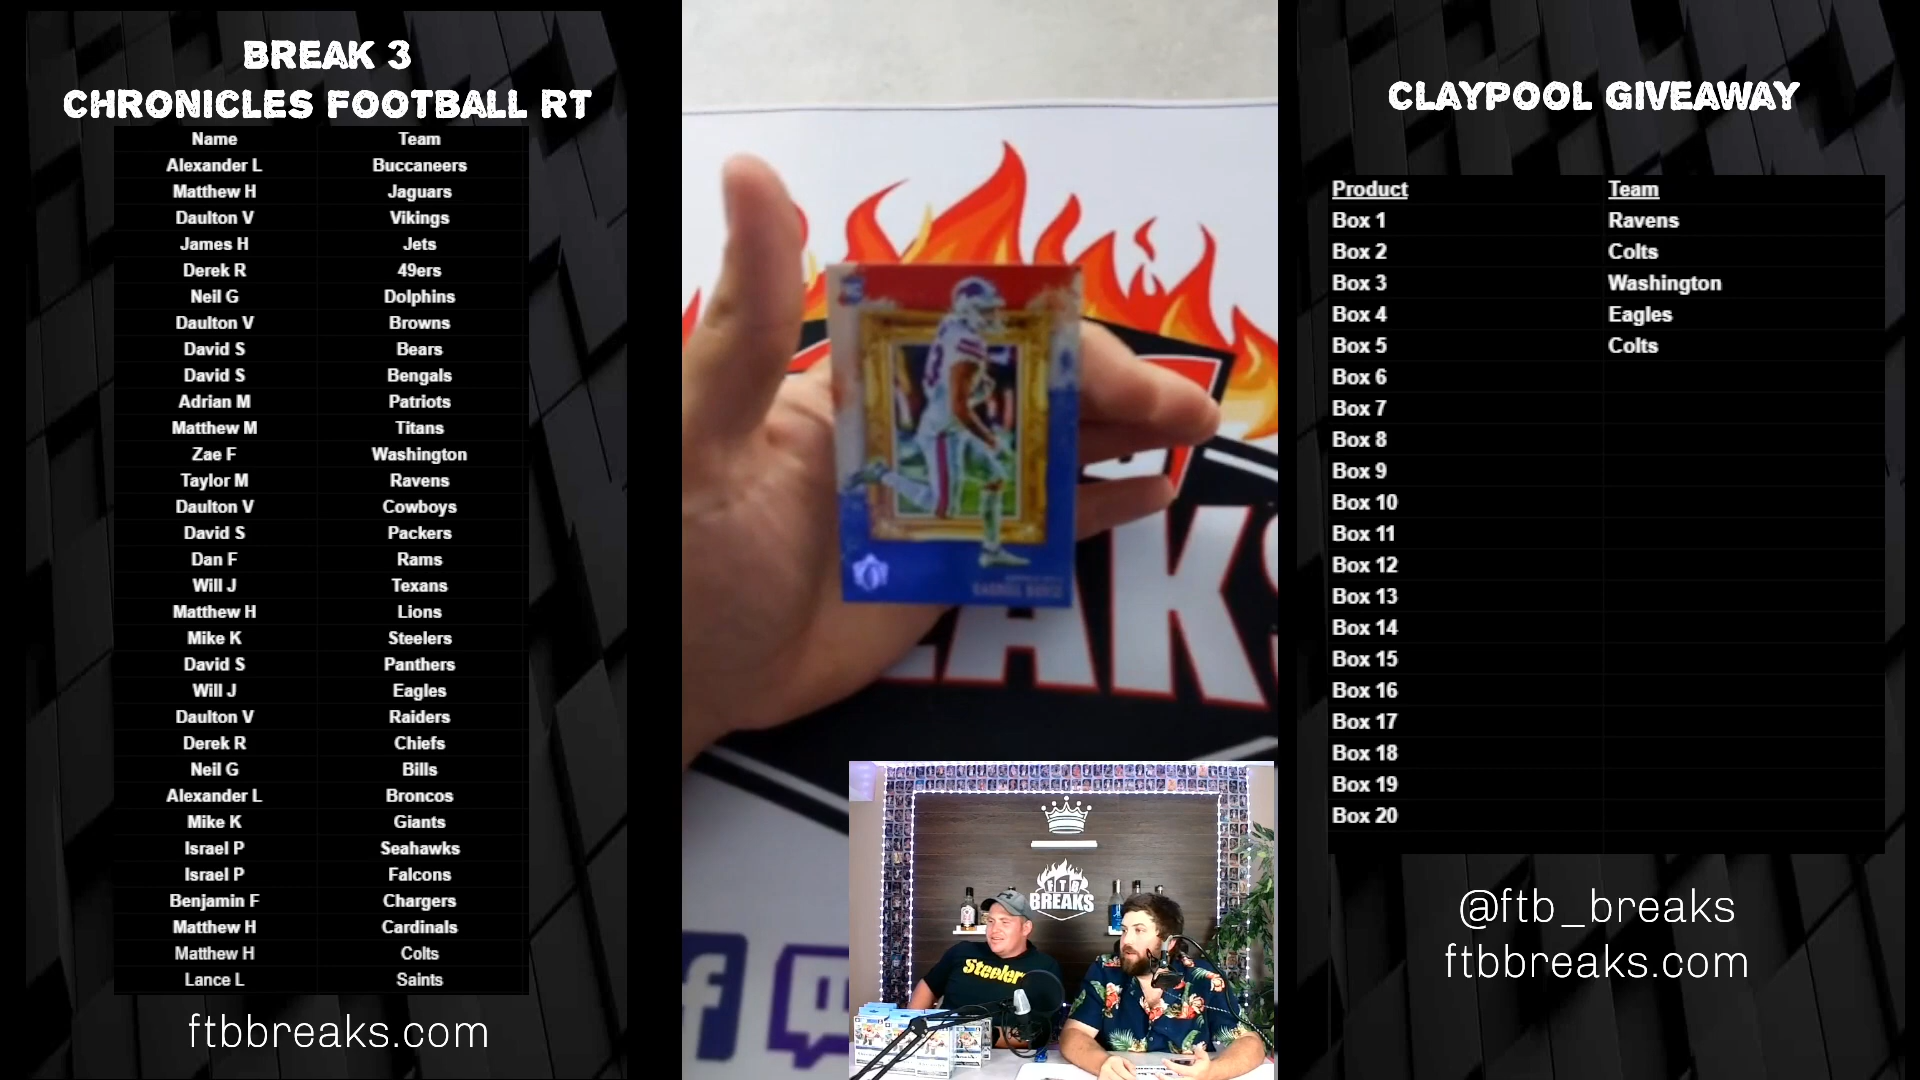 BREAK 3
CHRONICLES FOOTBALL RT
Name Team
Alexander L Buccaneers
Matthew H Jaguars
Daulton V Vikings
James H Jets
Derek R 49ers
Neil G Dolphins
Daulton V Browns
David S Bears
David S Bengals
Adrian M Patriots
Matthew M Titans
Zae F Washington
Taylor M Ravens
Daulton V Cowboys
David S Packers
Dan F Rams
Will J Texans
Matthew H Lions
Mike K Steelers
David S Panthers
Will J Eagles
Daulton V Raiders
Derek R Chiefs
Neil G Bills
Alexander L Broncos
Mike K Giants
Israel P Seahawks
Israel P Falcons
Benjamin F Chargers
Matthew H Cardinals
Matthew H Colts
Lance L Saints
ftbbreaks.com
FTB
BREAKS
Steeler
CLAYPOOL GIVEAWAY
Product Team
Box 1 Ravens
Box 2 Colts
Box 3 Washington
Box 4 Eagles
Box 5 Colts
Box 6
Box 7
Box 8
Box 9
Box 10
Box 11
Box 12
Box 13
Box 14
Box 15
Box 16
Box 17
Box 18
Box 19
Box 20
@ftb_breaks
ftbbreaks.com